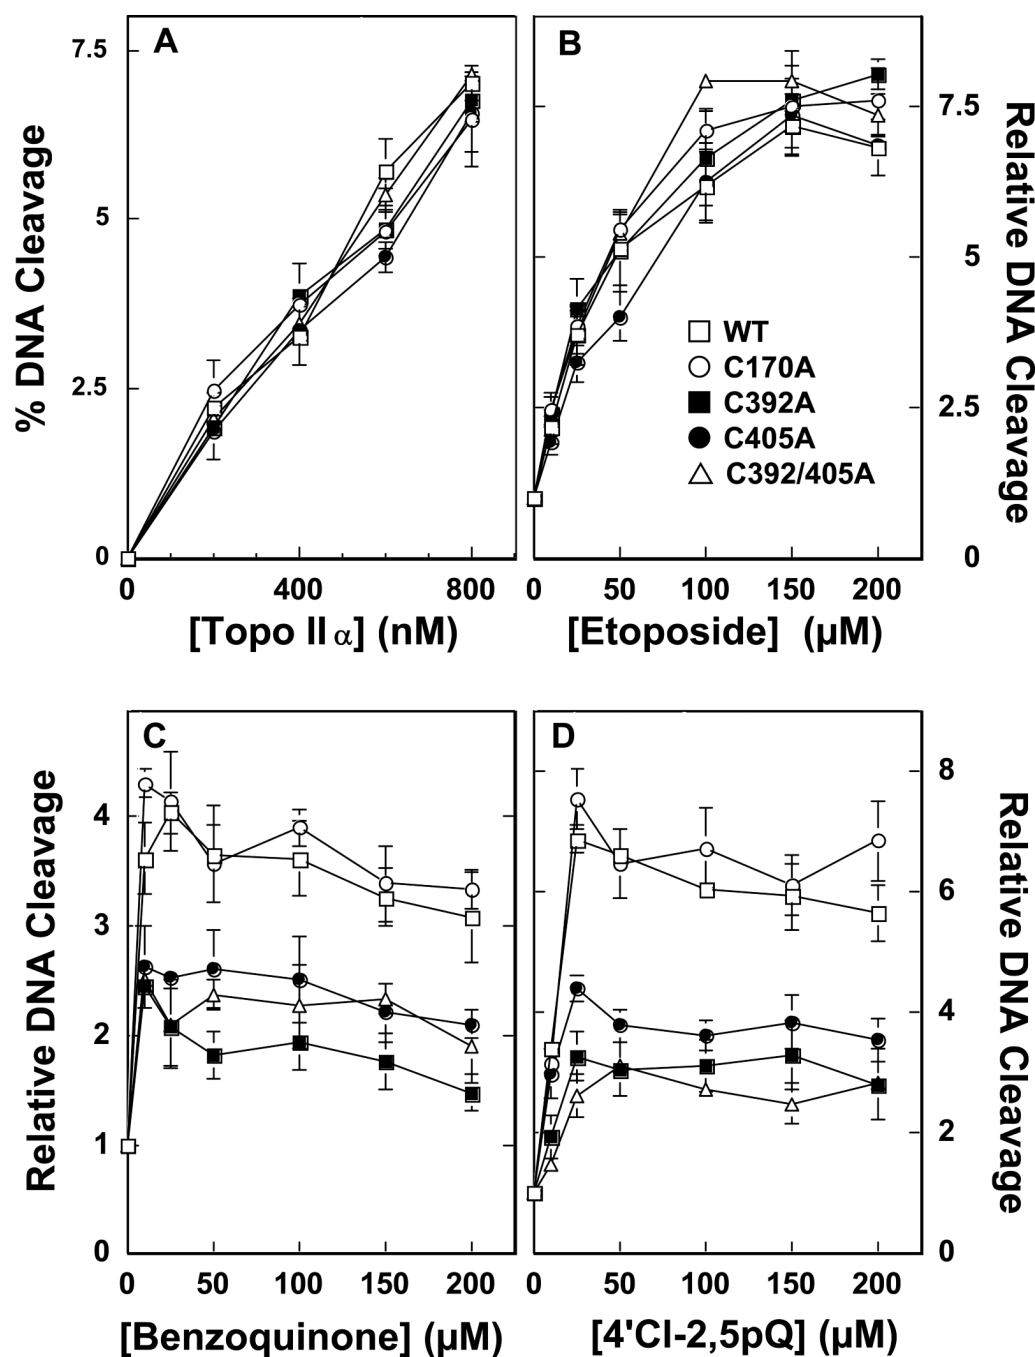 A
B
7.5
5
2.5
0
% DNA Cleavage
7.5
5
2.5
0
Relative DNA Cleavage
WT
C170A
C392A
C405A
C392/405A
0 400 800
0 50 100 150 200
[Topo II α] (nM)
[Etoposide] (µM)
C
D
4
3
2
1
0
Relative DNA Cleavage
8
6
4
2
0
Relative DNA Cleavage
0 50 100 150 200
0 50 100 150 200
[Benzoquinone] (µM)
[4'Cl-2,5pQ] (µM)